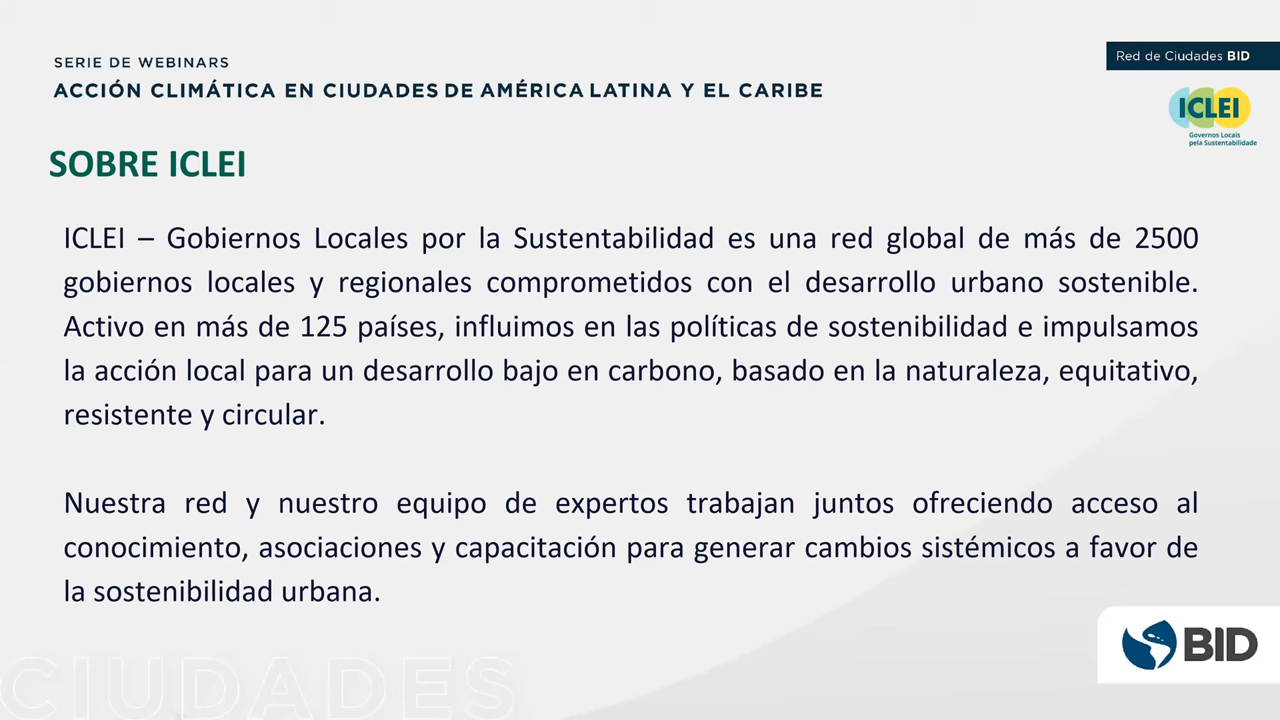 SERIE DE WEBINARS
ACCIÓN CLIMÁTICA EN CIUDADES DE AMÉRICA LATINA Y EL CARIBE
Red de Ciudades BID
ICLEI
Governos Locais
pela Sustentabilidade
SOBRE ICLEI
ICLEI – Gobiernos Locales por la Sustentabilidad es una red global de más de 2500
gobiernos locales y regionales comprometidos con el desarrollo urbano sostenible.
Activo en más de 125 países, influimos en las políticas de sostenibilidad e impulsamos
la acción local para un desarrollo bajo en carbono, basado en la naturaleza, equitativo,
resistente y circular.
Nuestra red y nuestro equipo de expertos trabajan juntos ofreciendo acceso al
conocimiento, asociaciones y capacitación para generar cambios sistémicos a favor de
la sostenibilidad urbana.
BID
CIUDADES